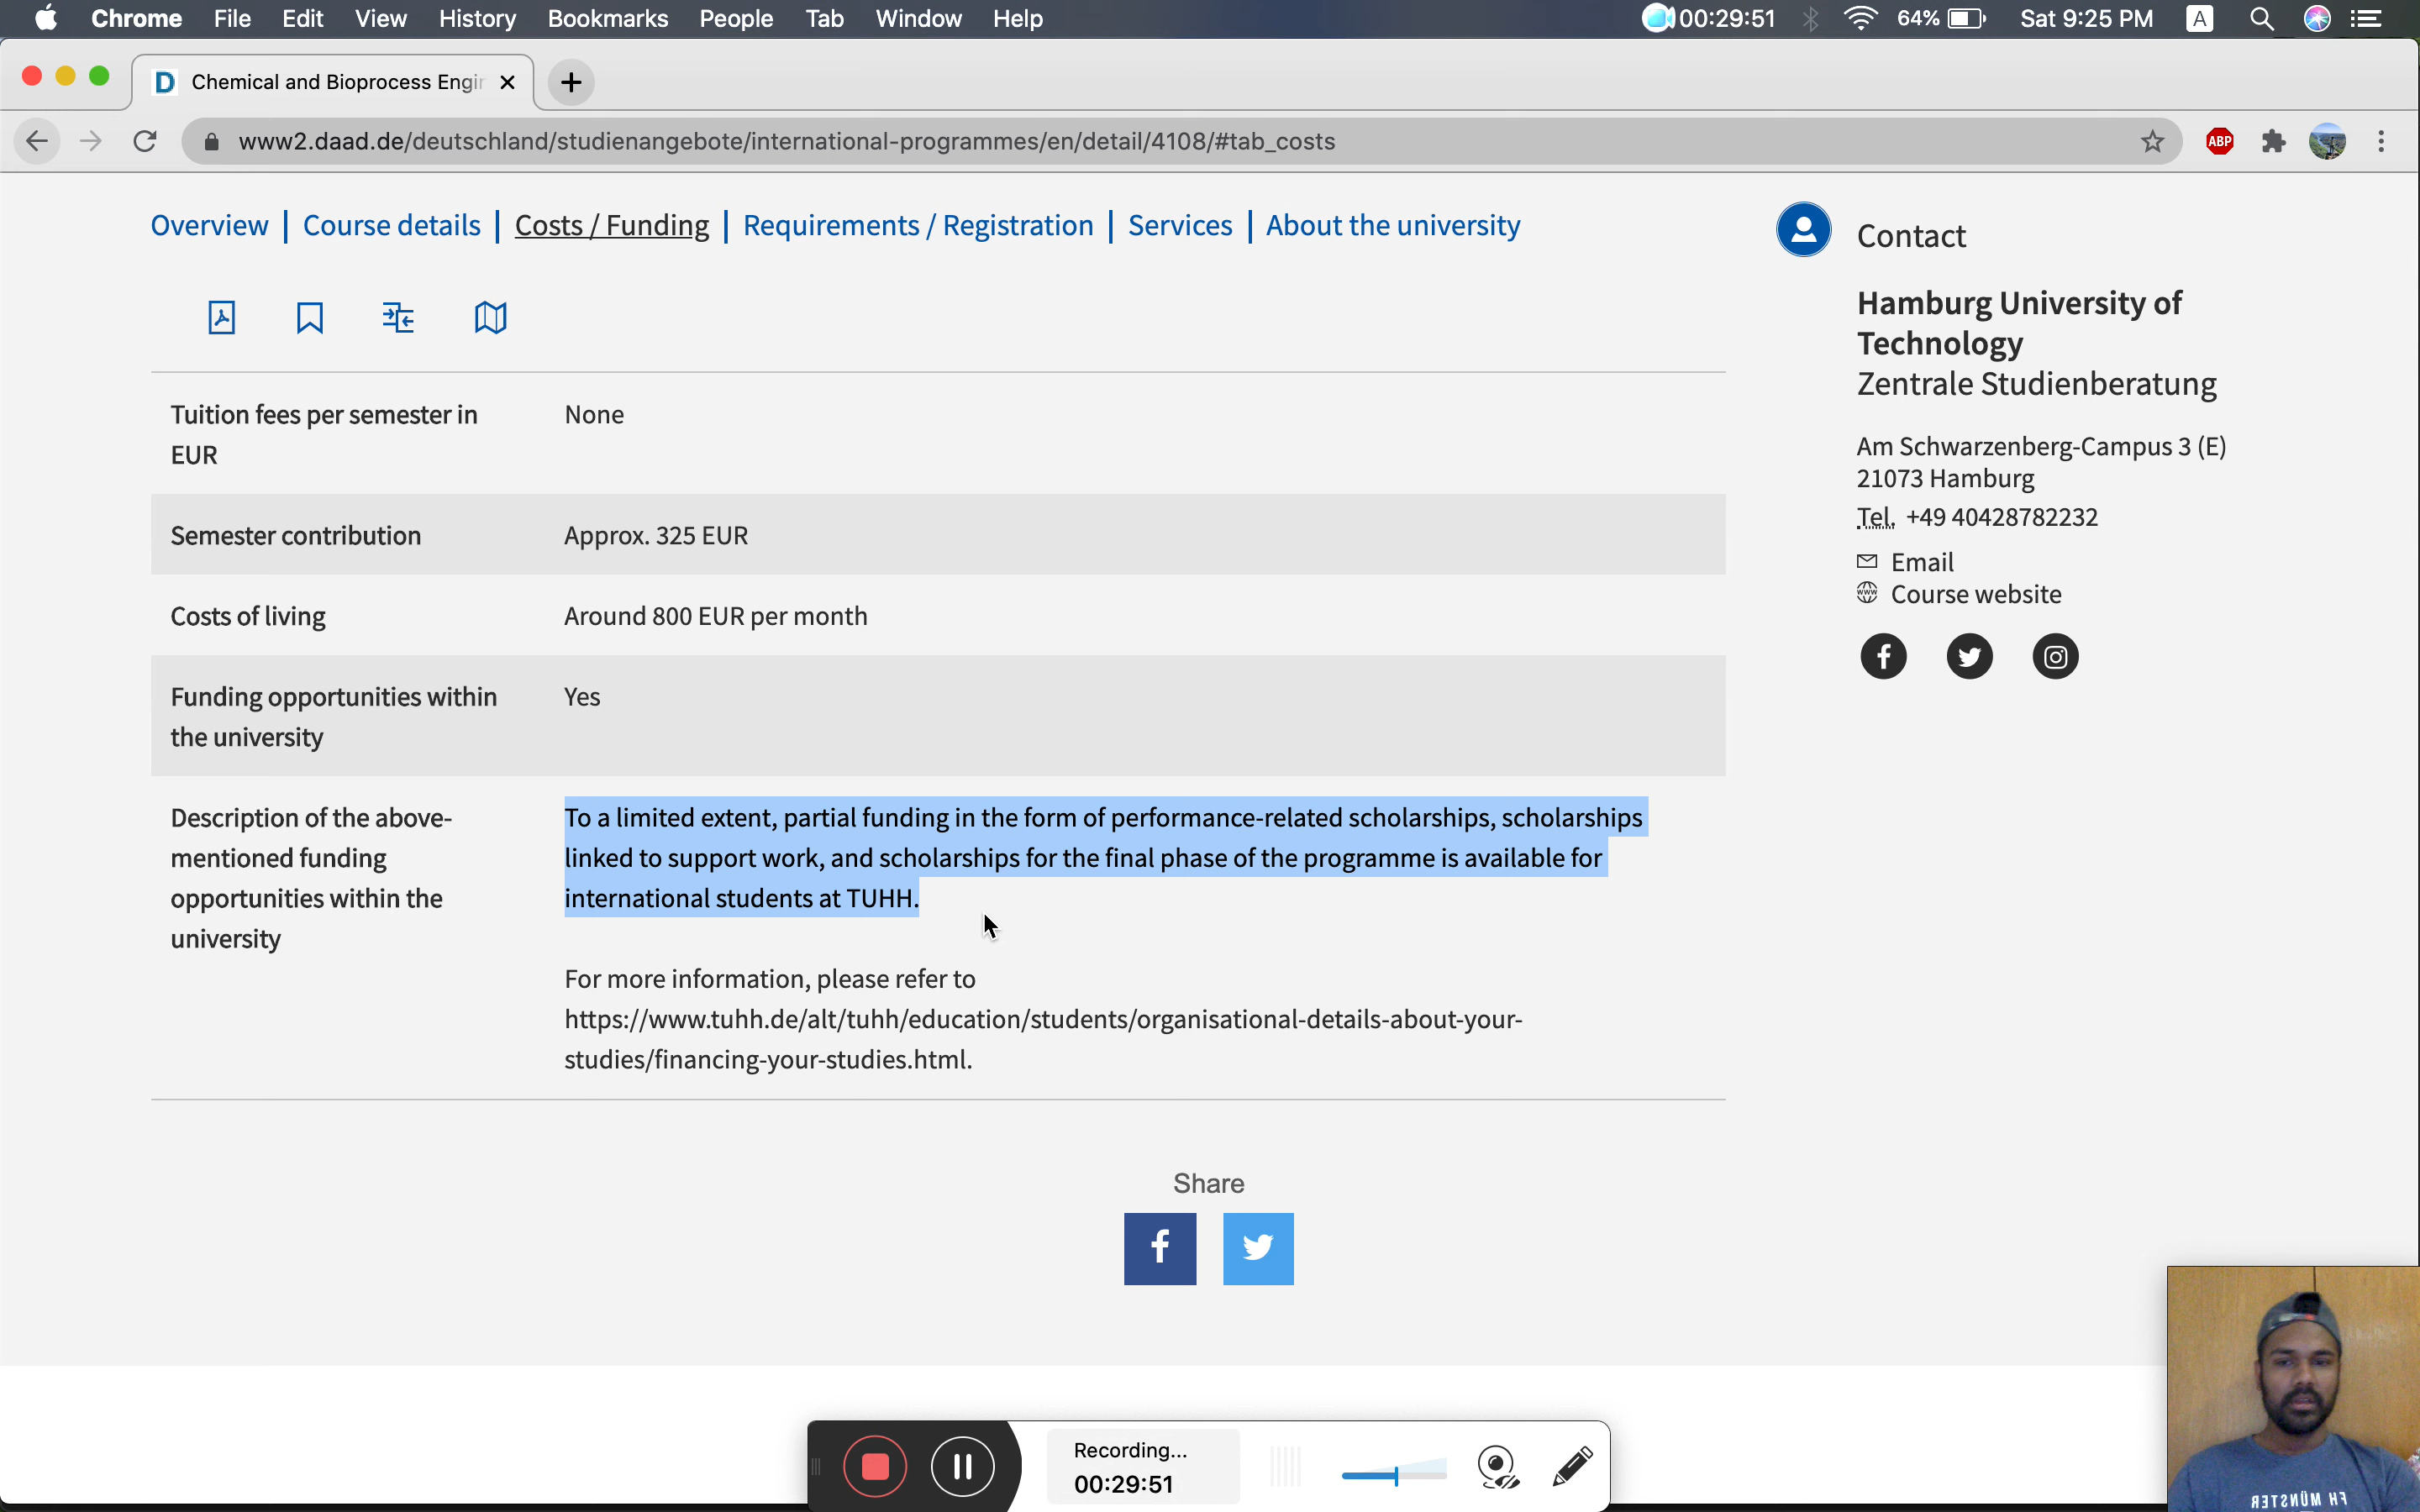 Chrome File Edit View History Bookmarks People Tab Window Help 00:29:51 64% Sat 9:25 PM A
D Chemical and Bioprocess Engin
www2.daad.de/deutschland/studienangebote/international-programmes/en/detail/4108/#tab_costs ABP
Overview | Course details | Costs / Funding | Requirements / Registration | Services | About the university
Tuition fees per semester in
EUR
None
Semester contribution
Approx. 325 EUR
Costs of living
Around 800 EUR per month
Funding opportunities within
the university
Yes
Description of the above-
mentioned funding
opportunities within the
university
To a limited extent, partial funding in the form of performance-related scholarships, scholarships
linked to support work, and scholarships for the final phase of the programme is available for
international students at TUHH.
For more information, please refer to
https://www.tuhh.de/alt/tuhh/education/students/organisational-details-about-your-
studies/financing-your-studies.html.
Contact
Hamburg University of
Technology
Zentrale Studienberatung
Am Schwarzenberg-Campus 3 (E)
21073 Hamburg
Tel. +49 40428782232
Email
www Course website
Share
Recording...
00:29:51
FH MÜNSTER